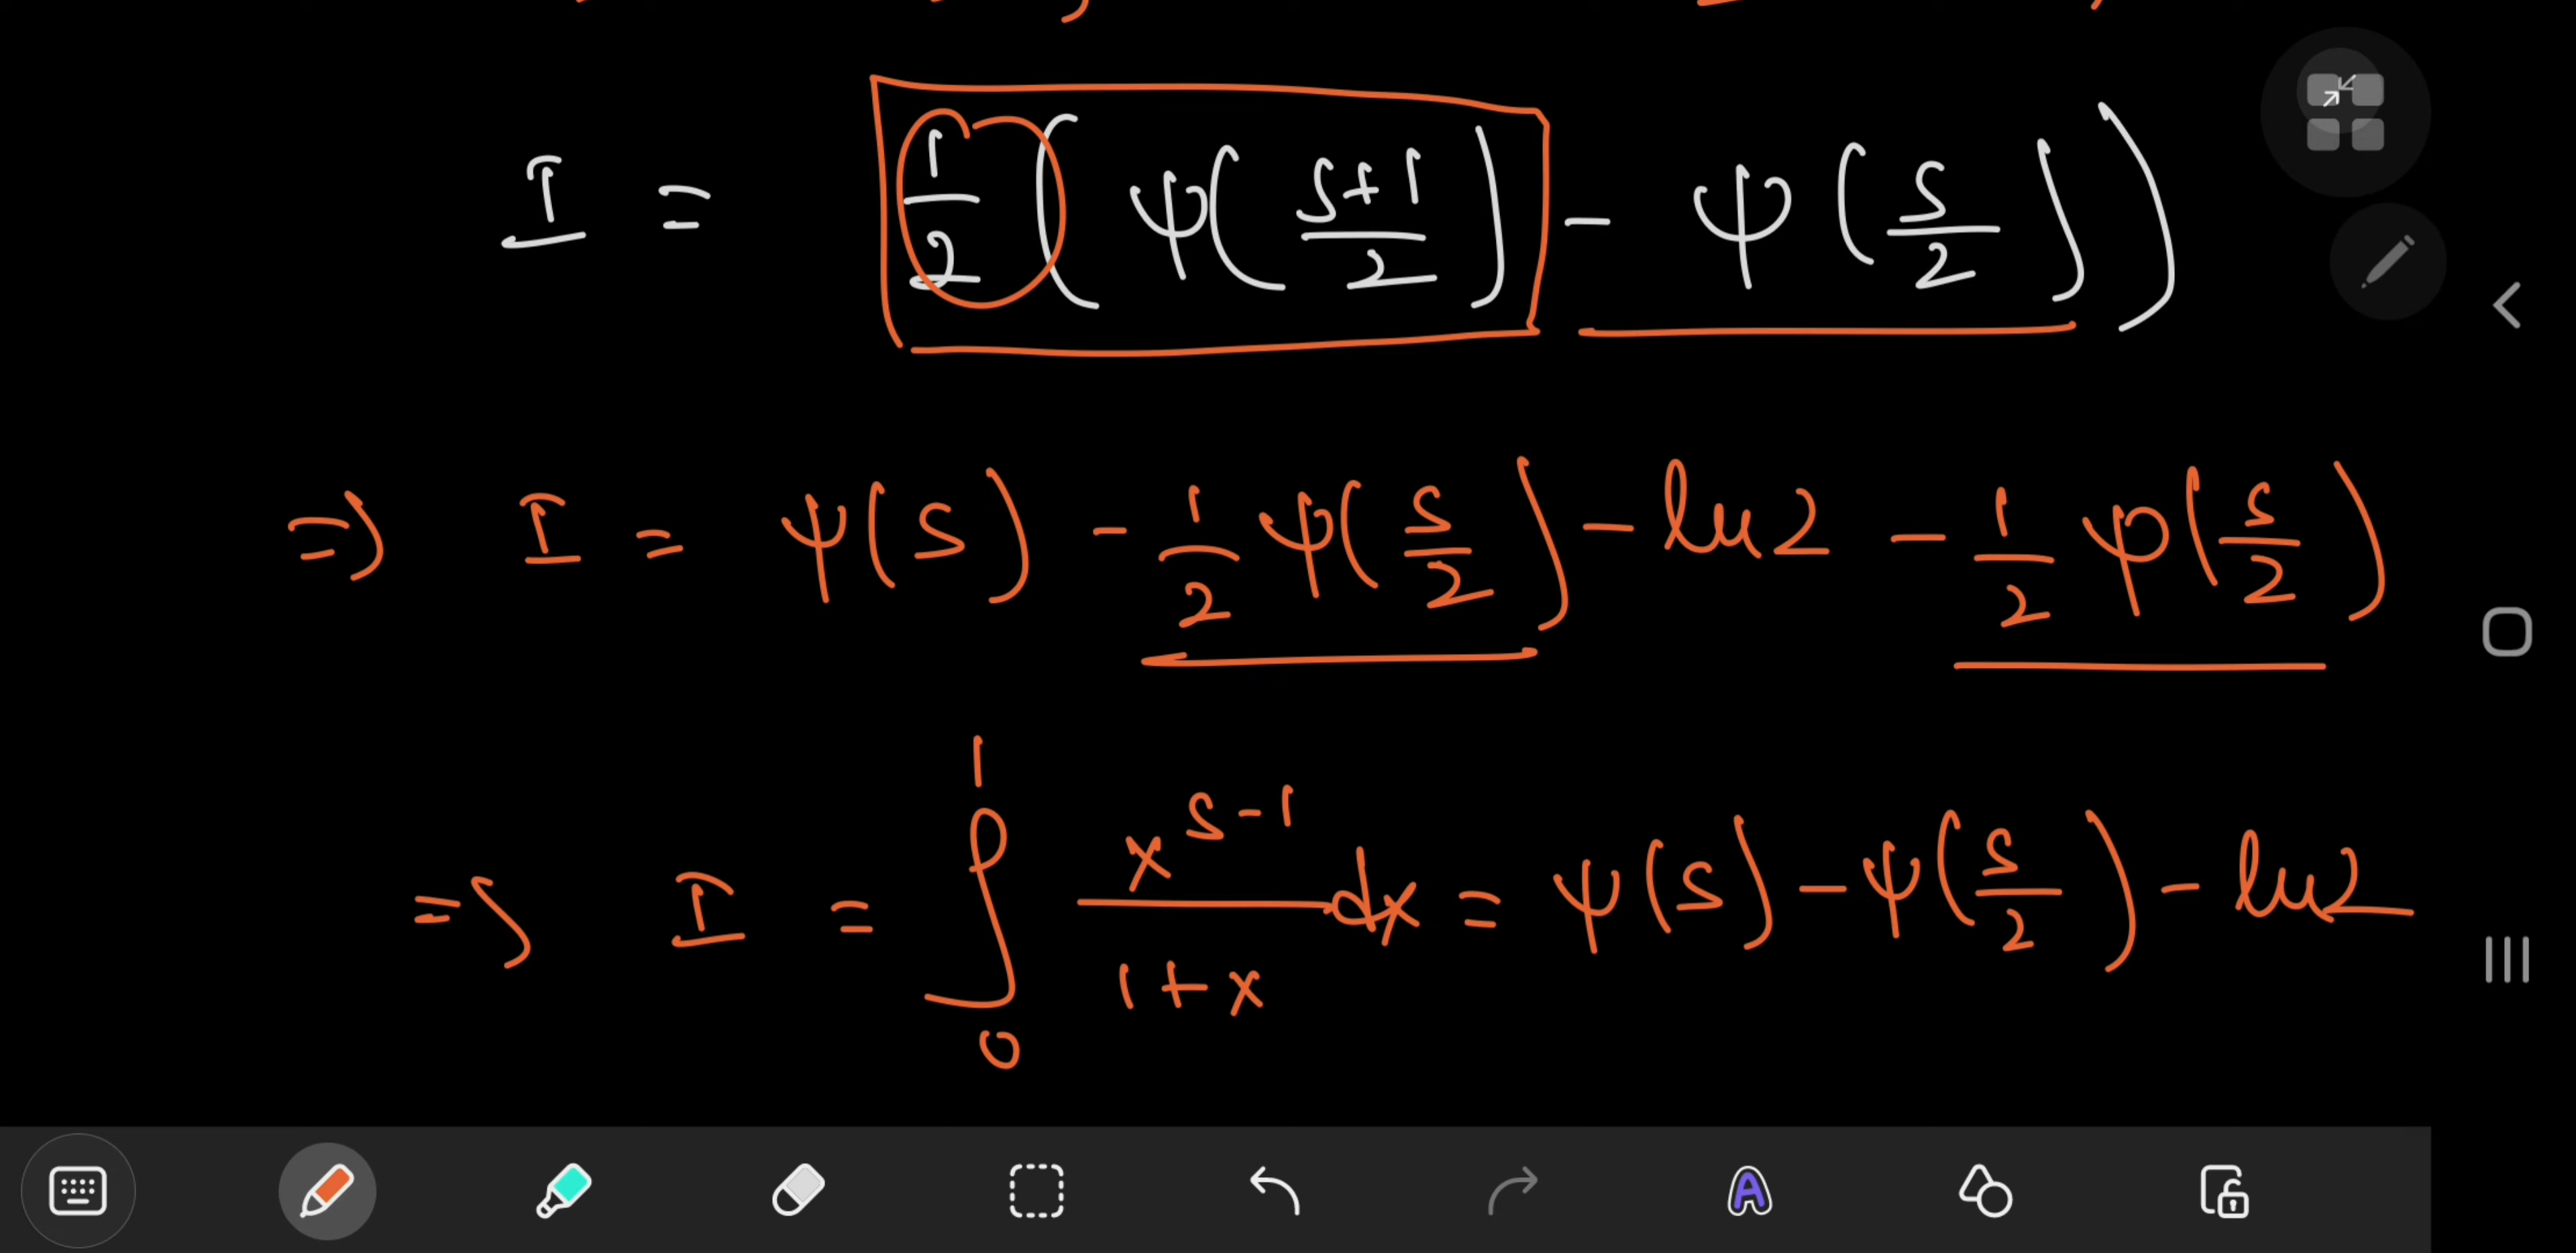 I = 1/2 ( ψ( (s+1)/2 ) − ψ( s/2 ) )
⇒ I = ψ(s) − 1/2 ψ( s/2 ) − ln2 − 1/2 ψ( s/2 )
⇒ I = ∫₀¹ x^(s−1)/(1+x) dx = ψ(s) − ψ( s/2 ) − ln2
A